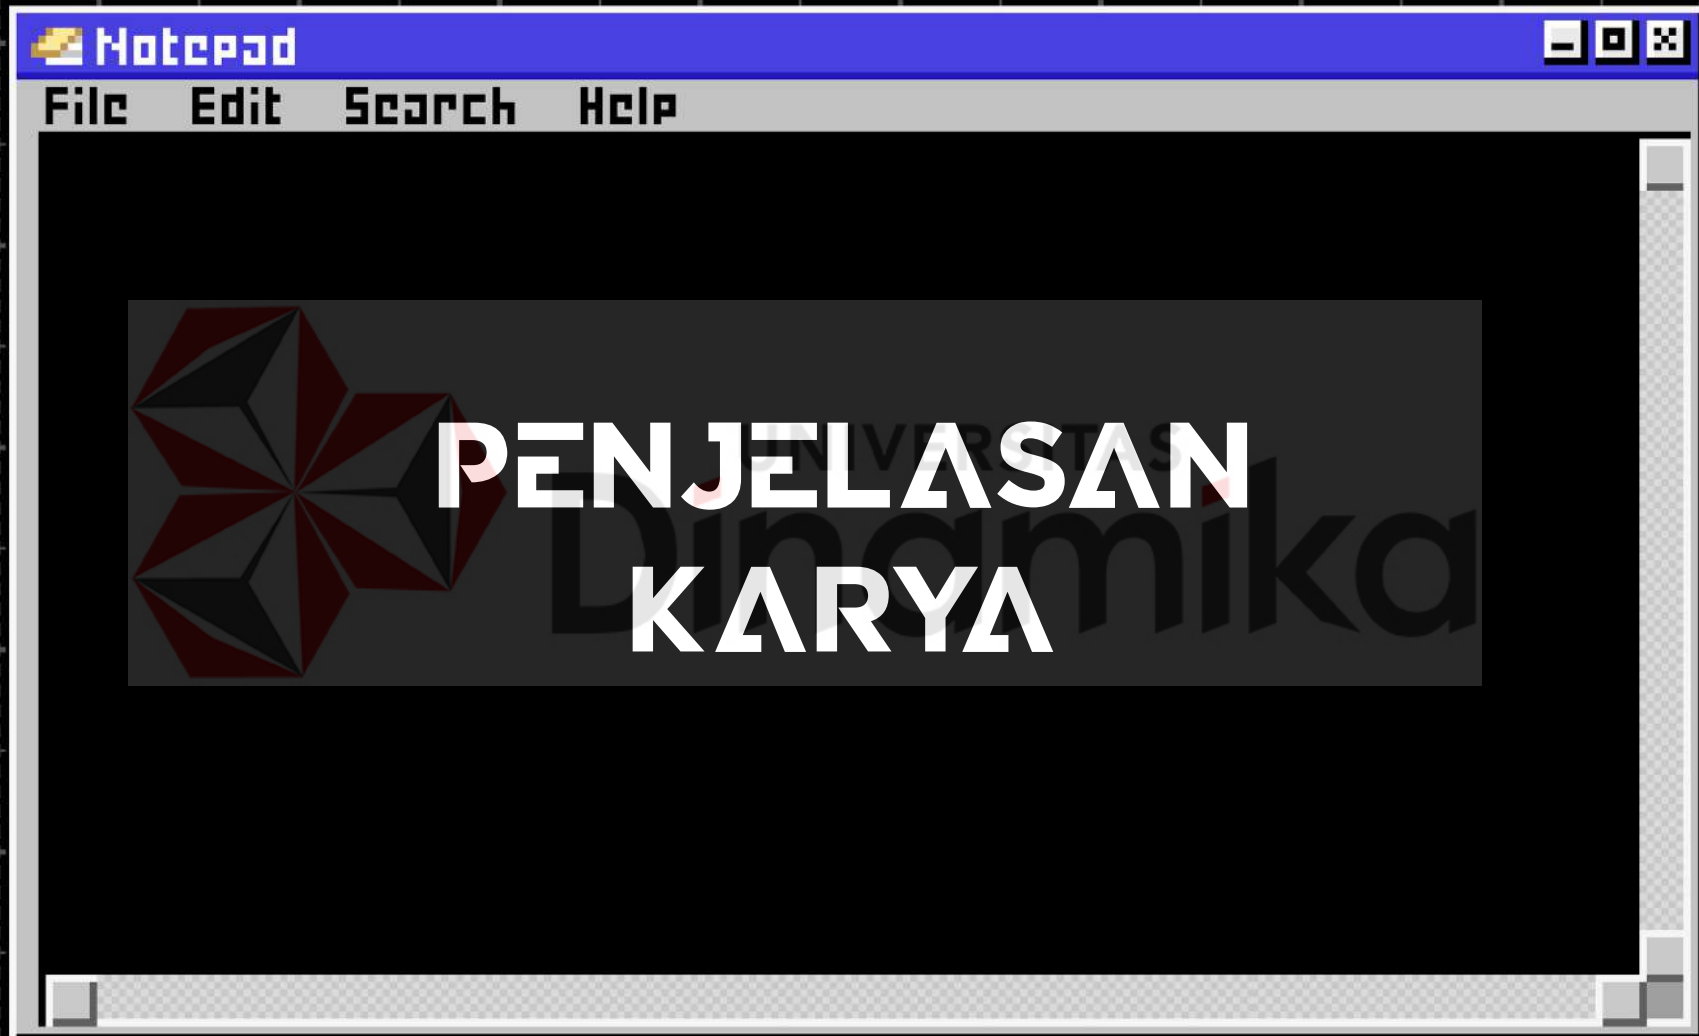 Notepad
File Edit Search Help
PENJELASAN
UNIVERSITAS
Dinamika
KARYA